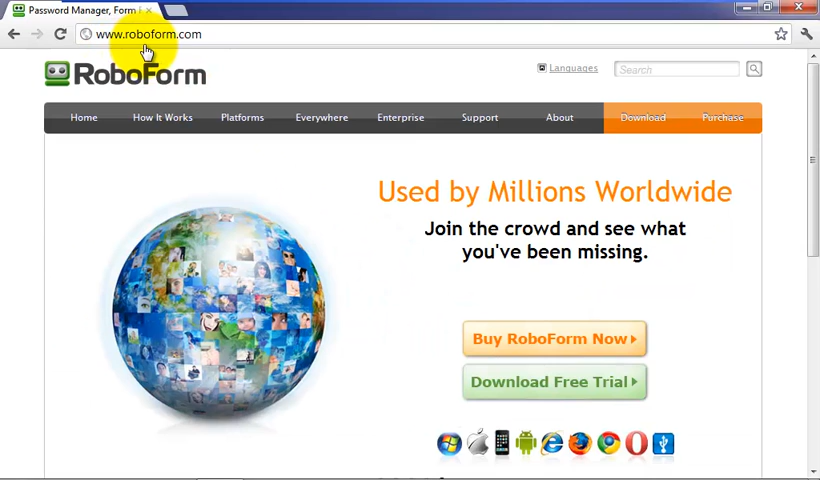 Password Manager, Form F
www.roboform.com
RoboForm
Languages
Search
Home
How It Works
Platforms
Everywhere
Enterprise
Support
About
Download
Purchase
Used by Millions Worldwide
Join the crowd and see what
you've been missing.
Buy RoboForm Now
Download Free Trial